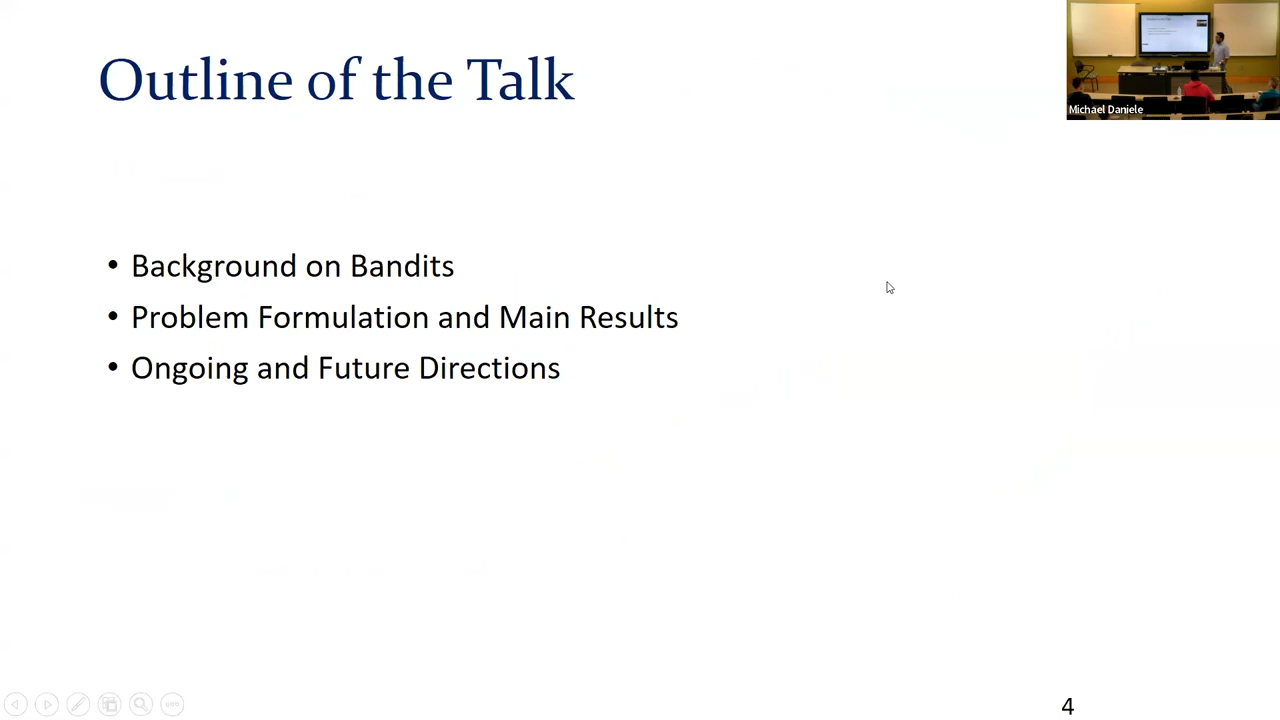 Outline of the Talk
Michael Daniele
• Background on Bandits
• Problem Formulation and Main Results
• Ongoing and Future Directions
4